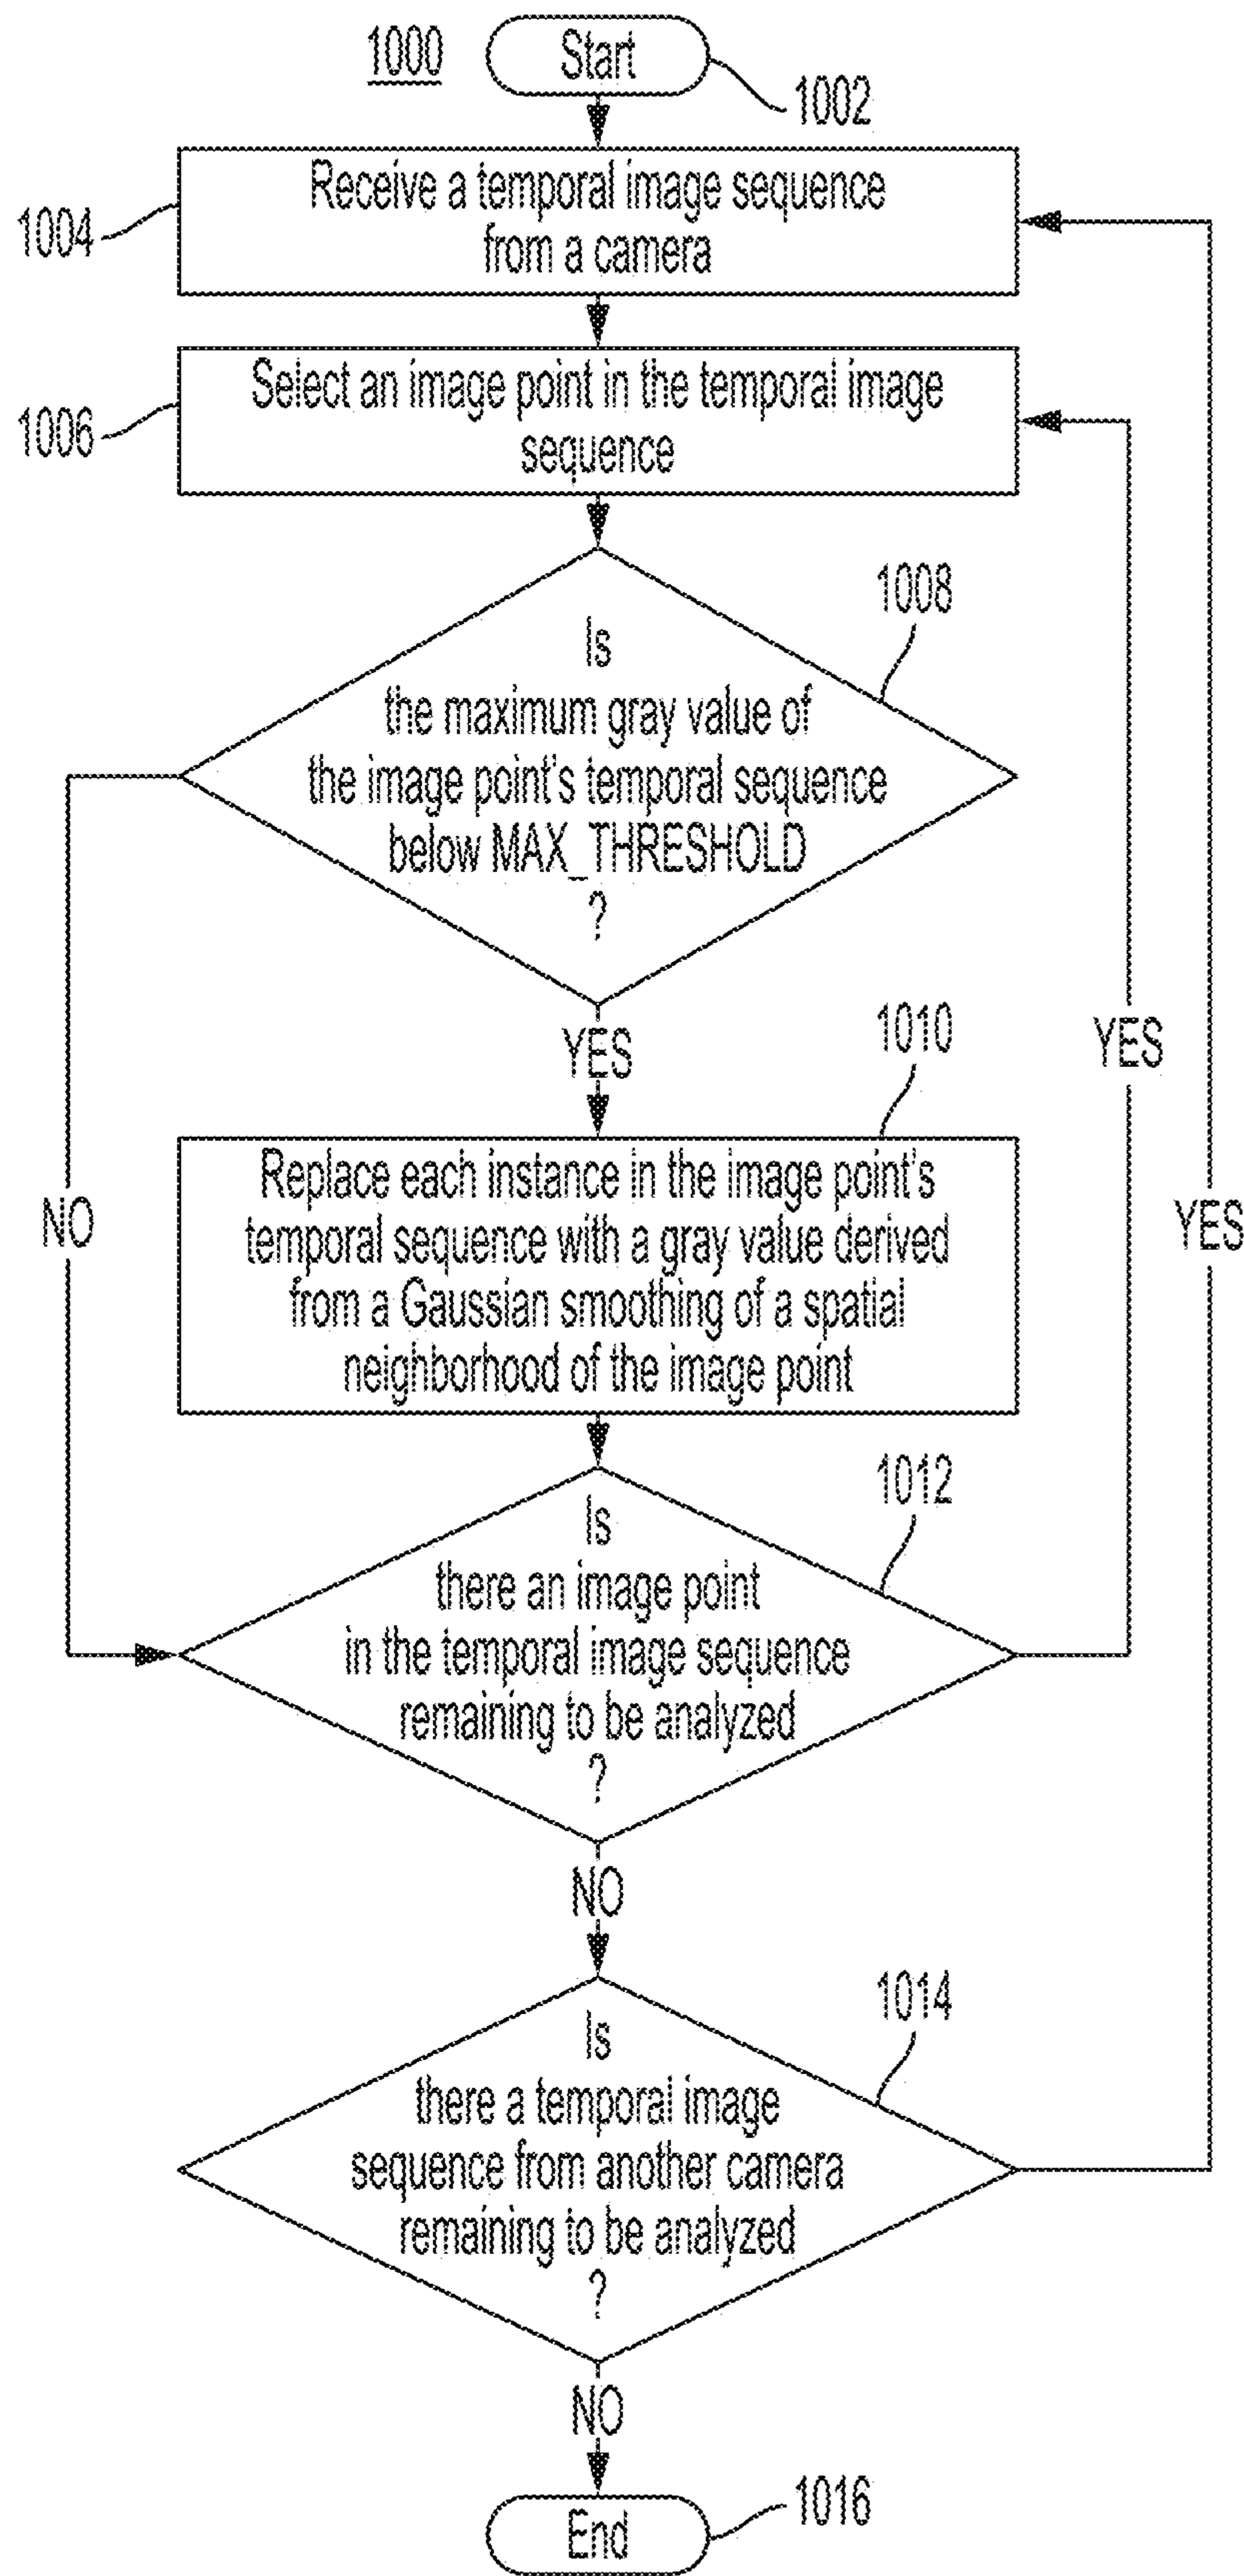 1000
Start
1002
Receive a temporal image sequence
from a camera
1004
Select an image point in the temporal image
sequence
1006
1008
Is
the maximum gray value of
the image point's temporal sequence
below MAX_THRESHOLD
?
YES
NO
YES
YES
1010
Replace each instance in the image point's
temporal sequence with a gray value derived
from a Gaussian smoothing of a spatial
neighborhood of the image point
1012
Is
there an image point
in the temporal image sequence
remaining to be analyzed
?
NO
1014
Is
there a temporal image
sequence from another camera
remaining to be analyzed
?
NO
End
1016